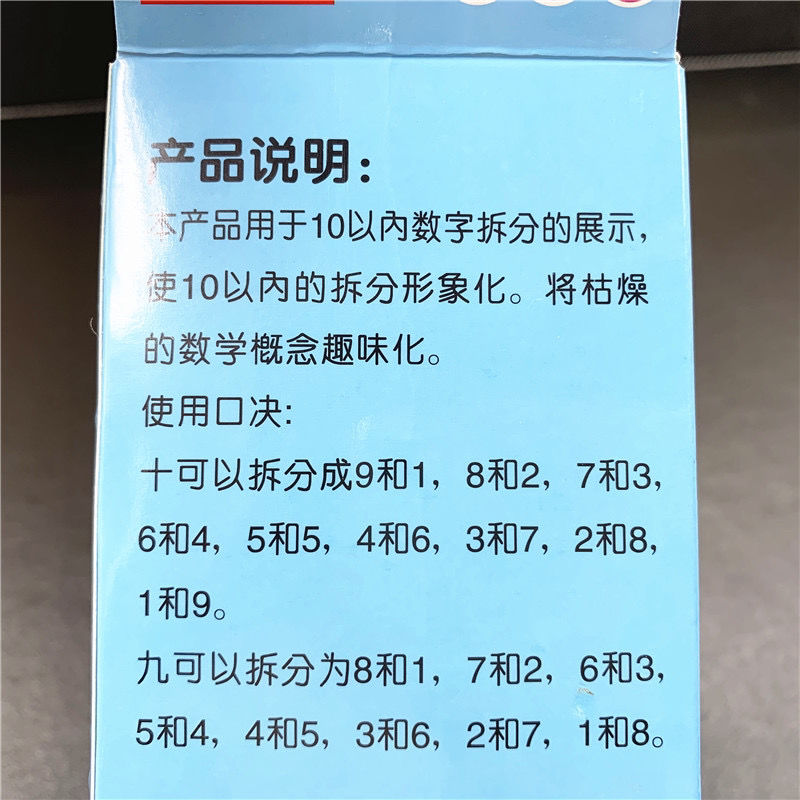 产品说明：
本产品用于10以内数字拆分的展示，
使10以内的拆分形象化。将枯燥
的数学概念趣味化。
使用口决：
十可以拆分成9和1，8和2，7和3，
6和4，5和5，4和6，3和7，2和8，
1和9。
九可以拆分为8和1，7和2，6和3，
5和4，4和5，3和6，2和7，1和8。